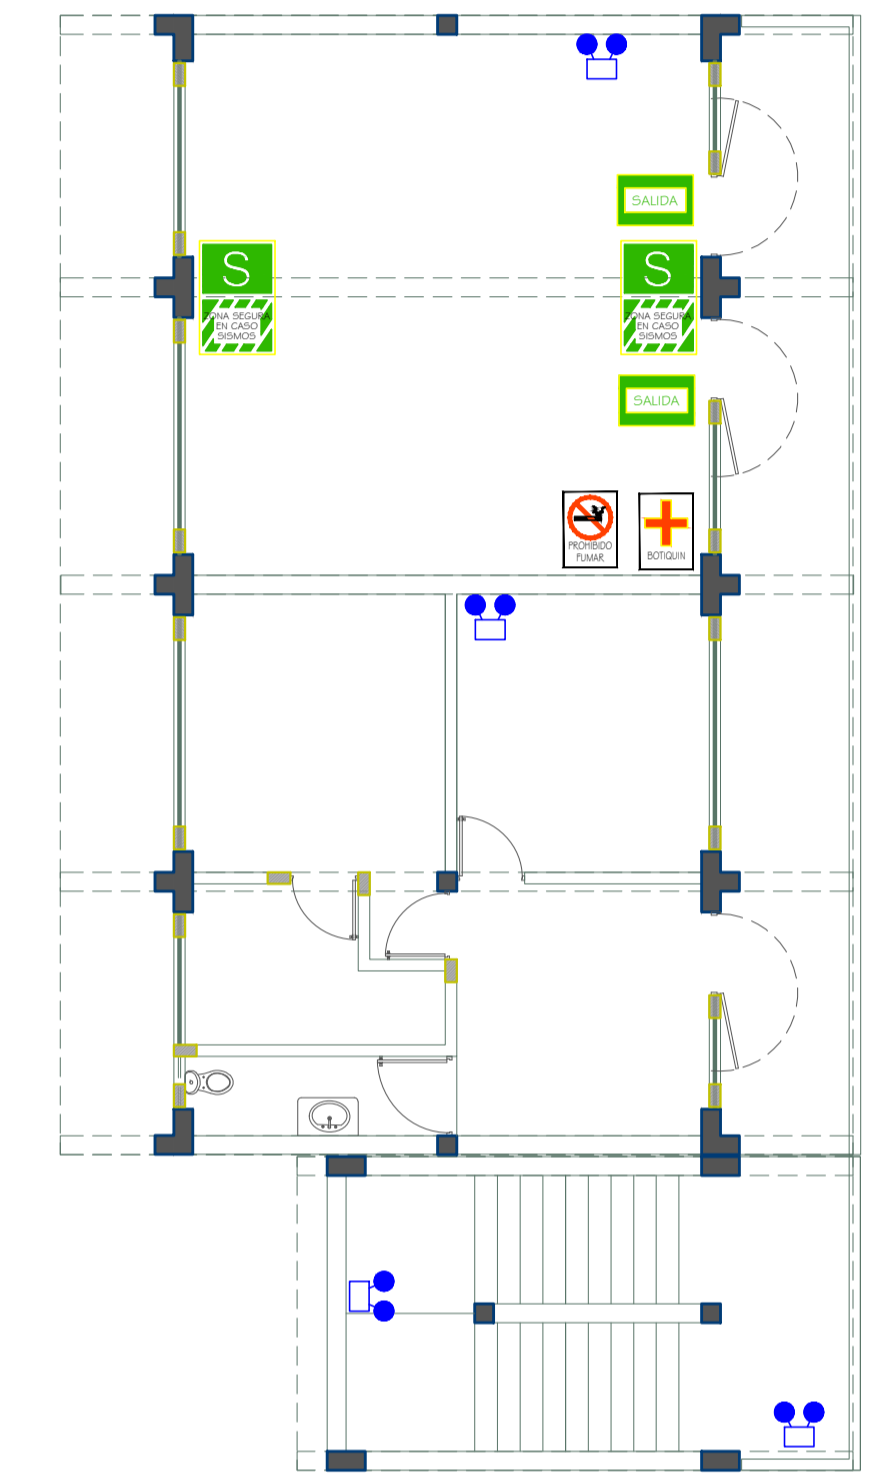 SALIDA
S
ZONA SEGURA
EN CASO
SISMOS
S
ZONA SEGURA
EN CASO
SISMOS
SALIDA
PROHIBIDO
FUMAR
BOTIQUIN